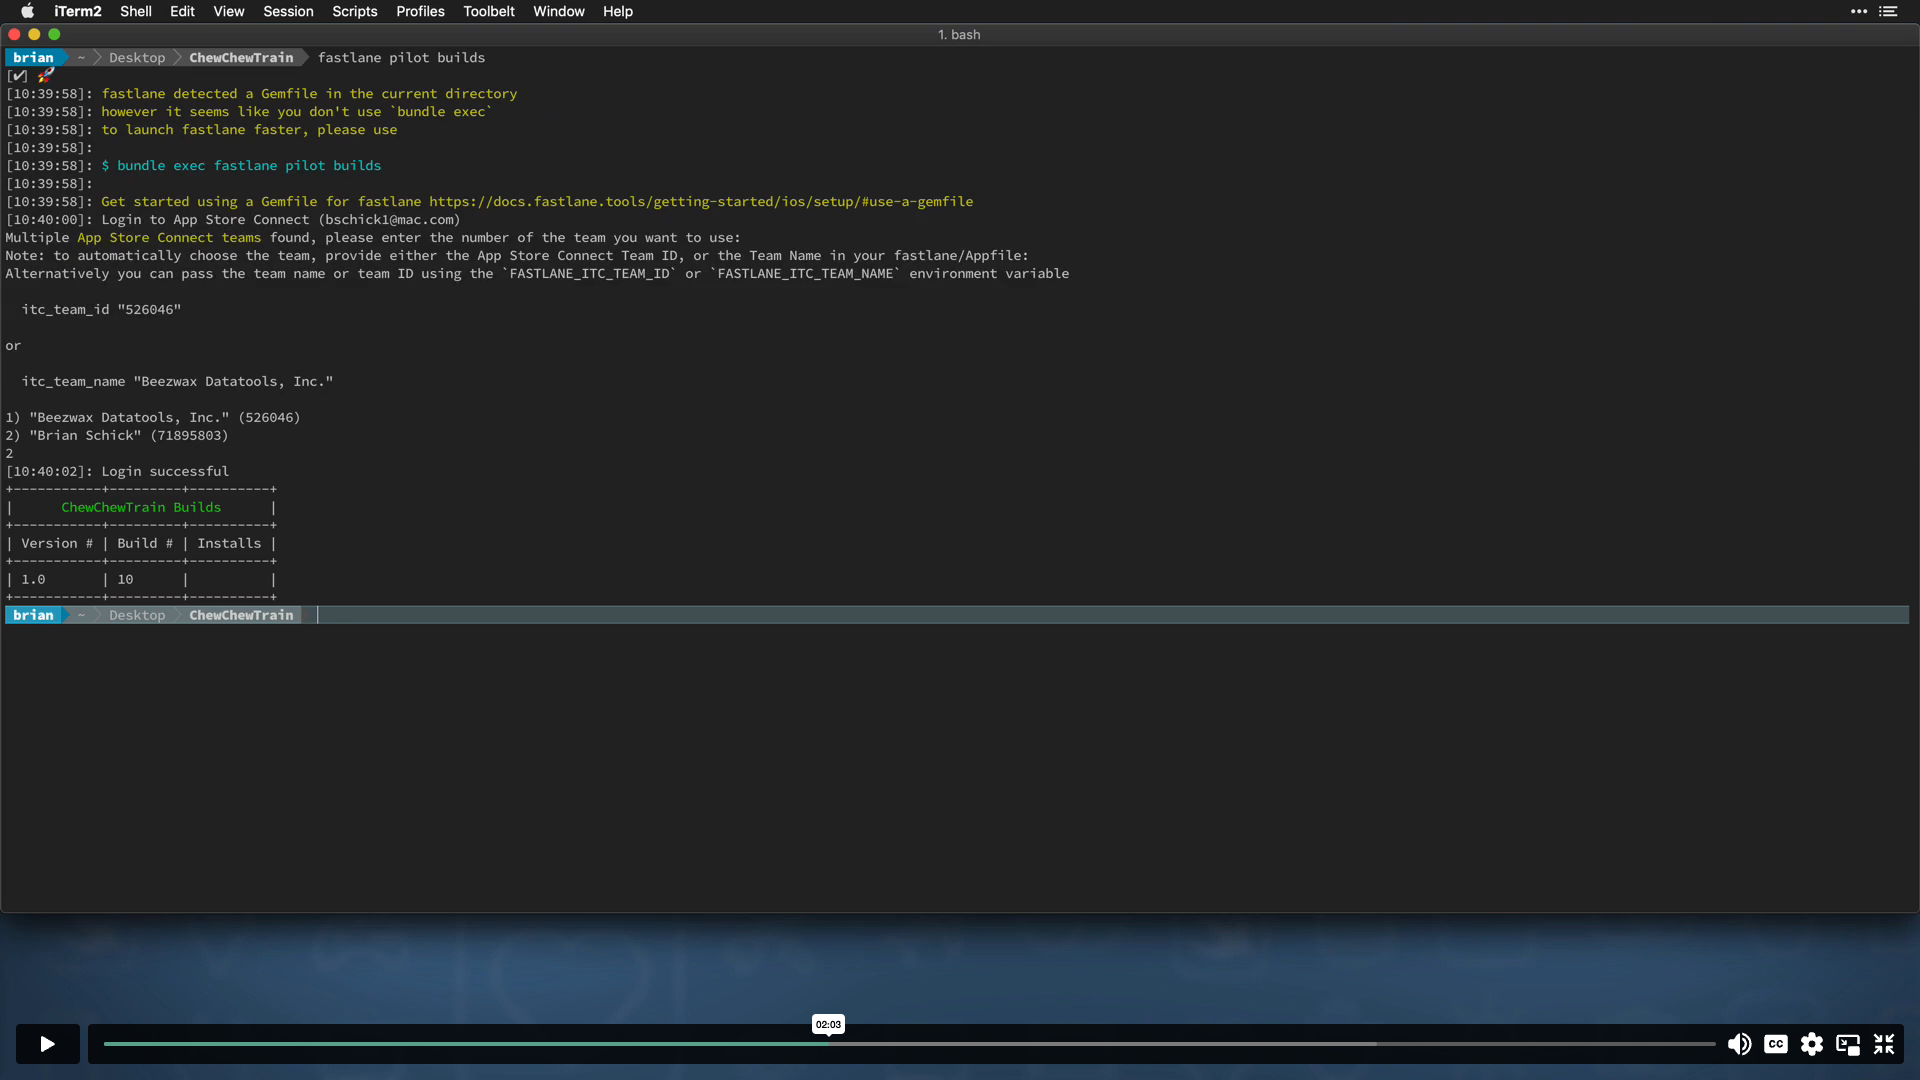 iTerm2 Shell Edit View Session Scripts Profiles Toolbelt Window Help
1. bash
brian ~ Desktop ChewChewTrain fastlane pilot builds
[✔] 🚀
[10:39:58]: fastlane detected a Gemfile in the current directory
[10:39:58]: however it seems like you don't use `bundle exec`
[10:39:58]: to launch fastlane faster, please use
[10:39:58]:
[10:39:58]: $ bundle exec fastlane pilot builds
[10:39:58]:
[10:39:58]: Get started using a Gemfile for fastlane https://docs.fastlane.tools/getting-started/ios/setup/#use-a-gemfile
[10:40:00]: Login to App Store Connect (bschick1@mac.com)
Multiple App Store Connect teams found, please enter the number of the team you want to use:
Note: to automatically choose the team, provide either the App Store Connect Team ID, or the Team Name in your fastlane/Appfile:
Alternatively you can pass the team name or team ID using the `FASTLANE_ITC_TEAM_ID` or `FASTLANE_ITC_TEAM_NAME` environment variable
itc_team_id "526046"
or
itc_team_name "Beezwax Datatools, Inc."
1) "Beezwax Datatools, Inc." (526046)
2) "Brian Schick" (71895803)
2
[10:40:02]: Login successful
+-----------+---------+----------+
| ChewChewTrain Builds |
+-----------+---------+----------+
| Version # | Build # | Installs |
+-----------+---------+----------+
| 1.0 | 10 | |
+-----------+---------+----------+
brian ~ Desktop ChewChewTrain
02:03
CC